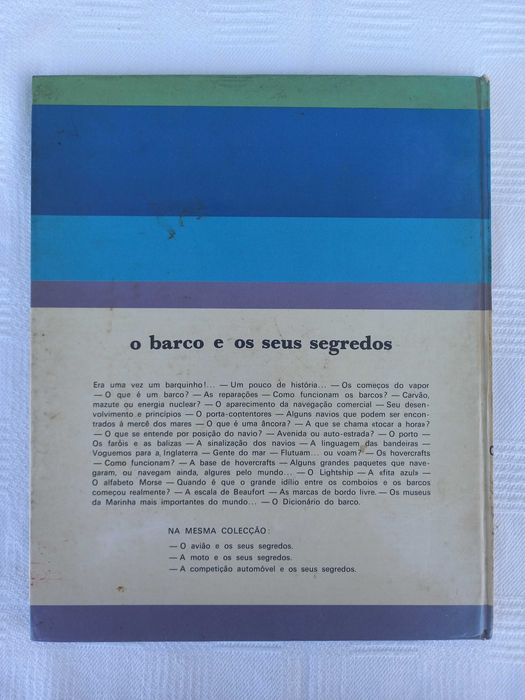 o barco e os seus segredos
Era uma vez um barquinho!... — Um pouco de história... — Os começos do vapor
— O que é um barco? — As reparações — Como funcionam os barcos? — Carvão,
mazute ou energia nuclear? — O aparecimento da navegação comercial — Seu desen-
volvimento e princípios — O porta-contentores — Alguns navios que podem ser encon-
trados à mercê dos mares — O que é uma âncora? — A que se chama «tocar a hora»?
— O que se entende por posição do navio? — Avenida ou auto-estrada? — O porto —
Os faróis e as balizas — A sinalização dos navios — A linguagem das bandeiras —
Voguemos para a Inglaterra — Gente do mar — Flutuam... ou voam? — Os hovercrafts
— Como funcionam? — A base de hovercrafts — Alguns grandes paquetes que nave-
garam, ou navegam ainda, algures pelo mundo... — O Lightship — A «fita azul» —
O alfabeto Morse — Quando é que o grande idílio entre os comboios e os barcos
começou realmente? — A escala de Beaufort — As marcas de bordo livre. — Os museus
da Marinha mais importantes do mundo... — O Dicionário do barco.
NA MESMA COLECÇÃO:
— O avião e os seus segredos.
— A moto e os seus segredos.
— A competição automóvel e os seus segredos.